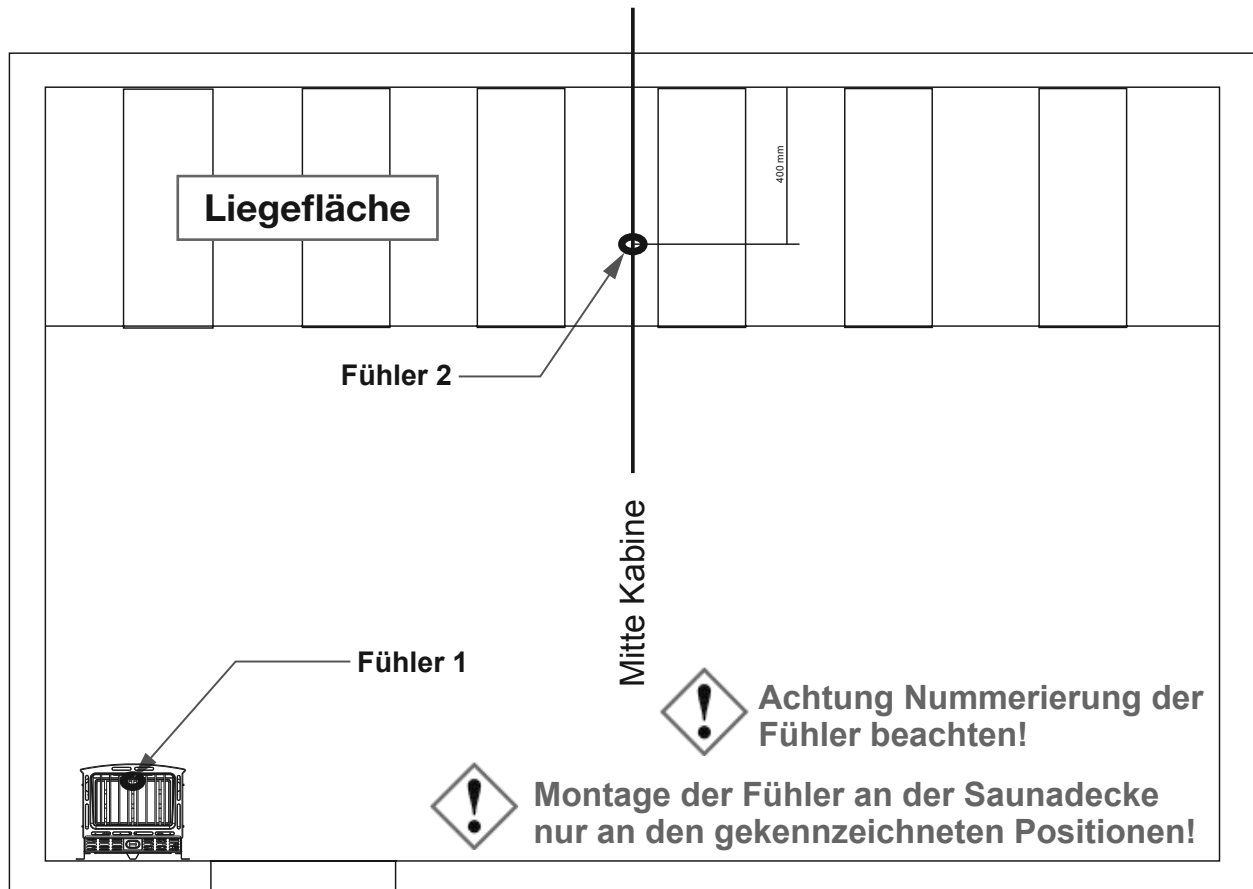 400 mm
Liegefläche
Fühler 2
Mitte Kabine
Fühler 1
Achtung Nummerierung der
Fühler beachten!
Montage der Fühler an der Saunadecke
nur an den gekennzeichneten Positionen!